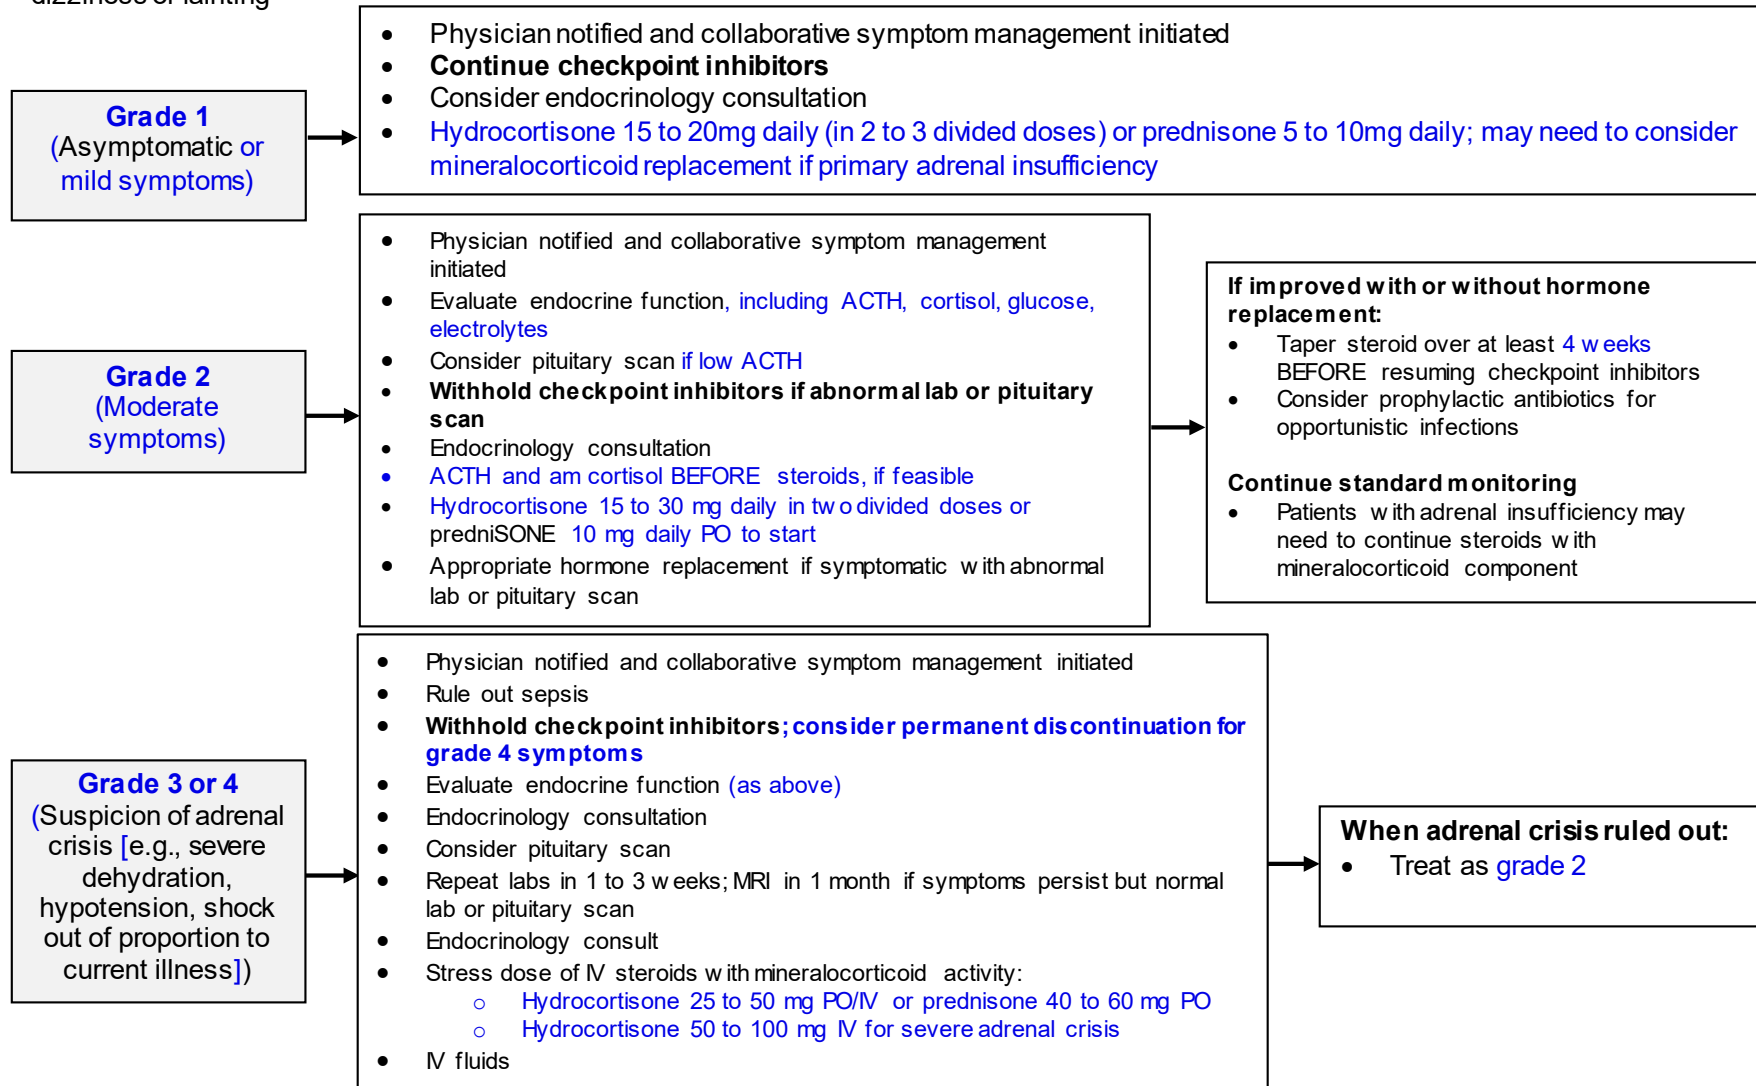 dizziness or fainting
• Physician notified and collaborative symptom management initiated
• Continue checkpoint inhibitors
• Consider endocrinology consultation
• Hydrocortisone 15 to 20mg daily (in 2 to 3 divided doses) or prednisone 5 to 10mg daily; may need to consider
mineralocorticoid replacement if primary adrenal insufficiency
Grade 1
(Asymptomatic or
mild symptoms)
• Physician notified and collaborative symptom management
initiated
• Evaluate endocrine function, including ACTH, cortisol, glucose,
electrolytes
• Consider pituitary scan if low ACTH
• Withhold checkpoint inhibitors if abnormal lab or pituitary
scan
• Endocrinology consultation
• ACTH and am cortisol BEFORE steroids, if feasible
• Hydrocortisone 15 to 30 mg daily in two divided doses or
predniSONE 10 mg daily PO to start
• Appropriate hormone replacement if symptomatic with abnormal
lab or pituitary scan
Grade 2
(Moderate
symptoms)
If improved with or without hormone
replacement:
• Taper steroid over at least 4 weeks
BEFORE resuming checkpoint inhibitors
• Consider prophylactic antibiotics for
opportunistic infections
Continue standard monitoring
• Patients with adrenal insufficiency may
need to continue steroids with
mineralocorticoid component
Grade 3 or 4
(Suspicion of adrenal
crisis [e.g., severe
dehydration,
hypotension, shock
out of proportion to
current illness])
• Physician notified and collaborative symptom management initiated
• Rule out sepsis
• Withhold checkpoint inhibitors; consider permanent discontinuation for
grade 4 symptoms
• Evaluate endocrine function (as above)
• Endocrinology consultation
• Consider pituitary scan
• Repeat labs in 1 to 3 weeks; MRI in 1 month if symptoms persist but normal
lab or pituitary scan
• Endocrinology consult
• Stress dose of IV steroids with mineralocorticoid activity:
o Hydrocortisone 25 to 50 mg PO/IV or prednisone 40 to 60 mg PO
o Hydrocortisone 50 to 100 mg IV for severe adrenal crisis
• IV fluids
When adrenal crisis ruled out:
• Treat as grade 2